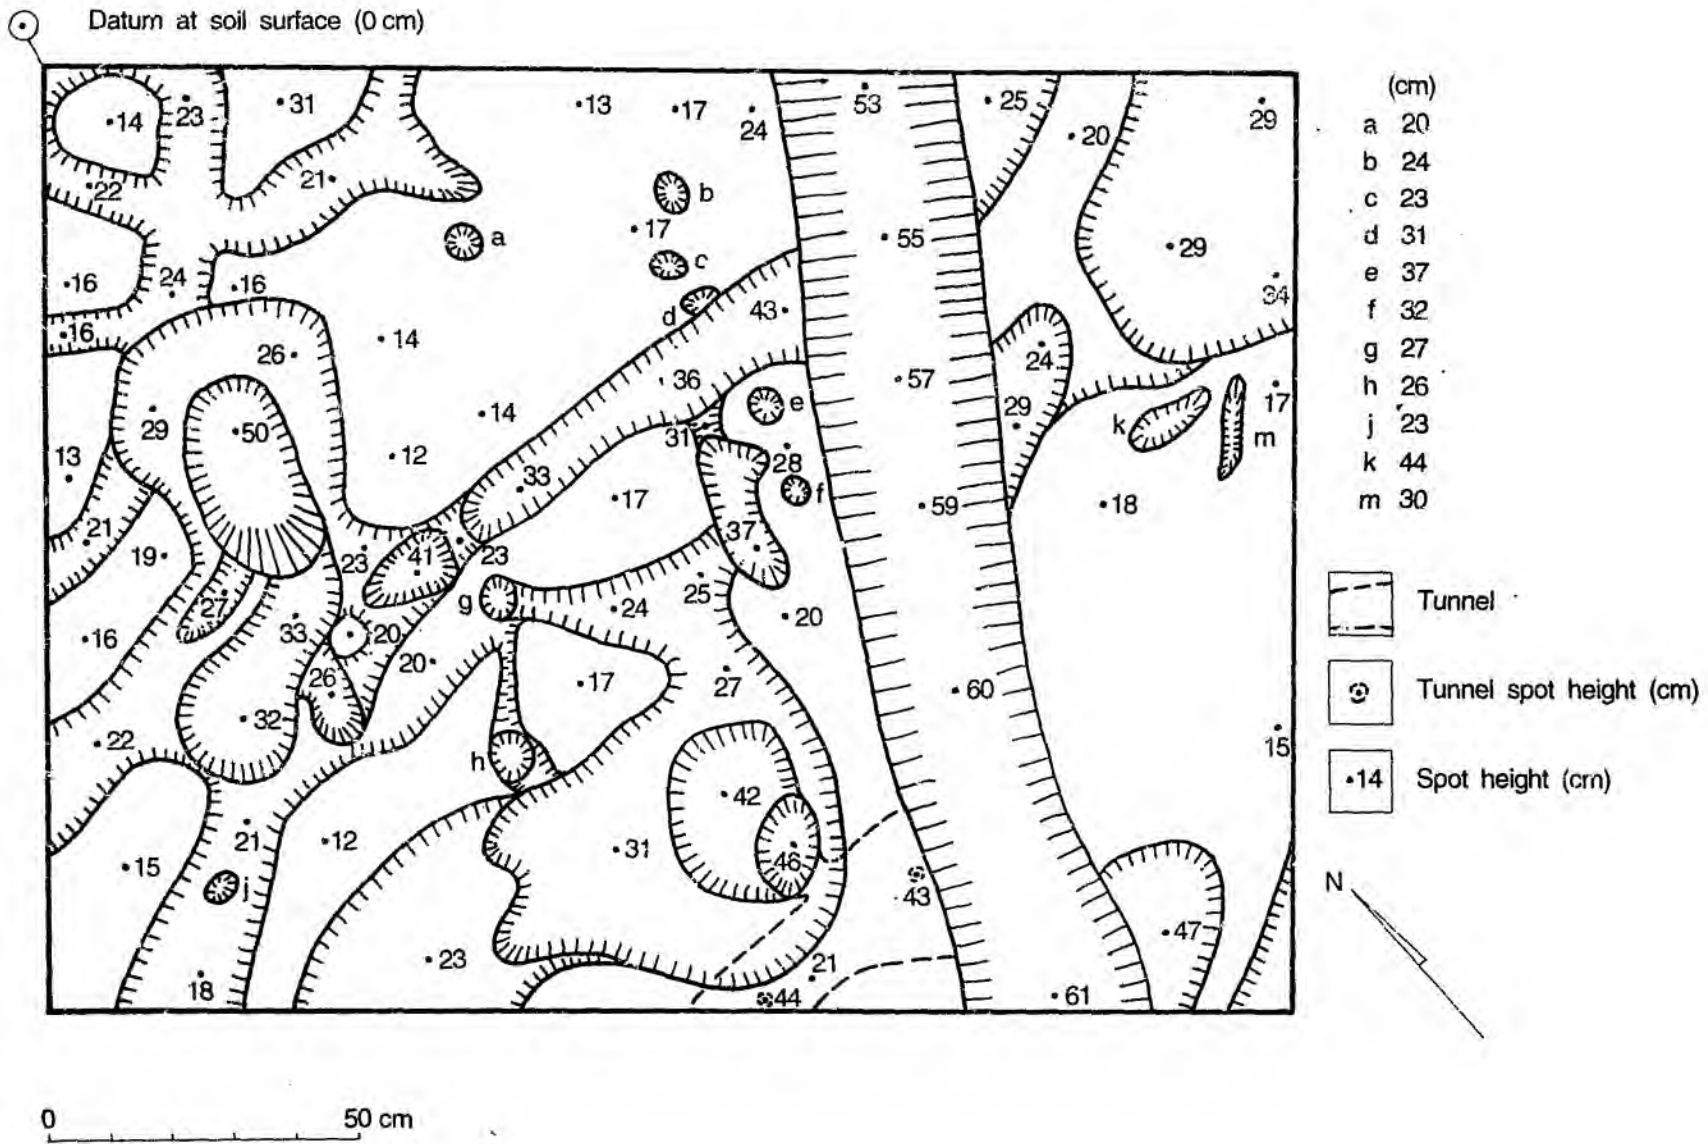 Datum at soil surface (0 cm)
14 23 31 13 17 24 53 25 20 29
22 21 b 17 55 29
16 24 16 a c 34
16 26 14 d 43 24
29 50 14 36 57 29 17
13 12 33 31 e 28 k m
21 19 23 41 23 17 f 59 18
27 33 20 g 37 25 24 20
16 26 20 17 27 60
22 32 h 42 15
21 12 31 46
15 j 43
18 23 21 44 61 47
(cm)
a 20
b 24
c 23
d 31
e 37
f 32
g 27
h 26
j 23
k 44
m 30
Tunnel
Tunnel spot height (cm)
14 Spot height (cm)
N
0 50 cm